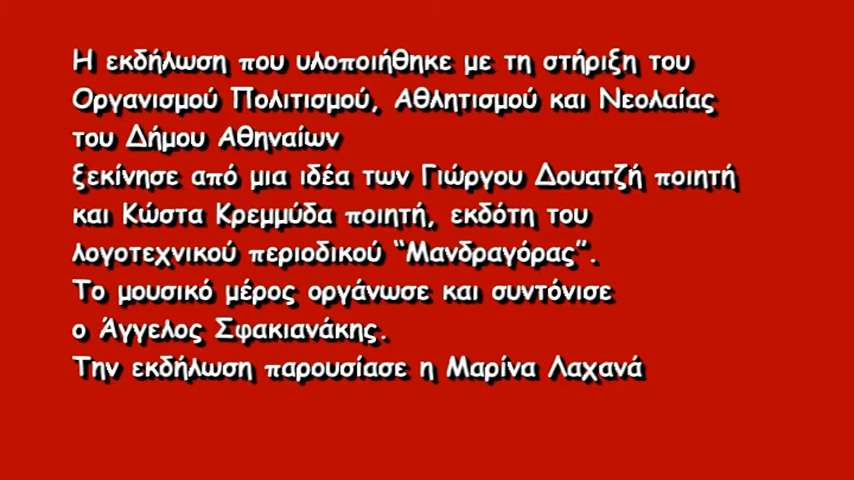 Η εκδήλωση που υλοποιήθηκε με τη στήριξη του
Οργανισμού Πολιτισμού, Αθλητισμού και Νεολαίας
του Δήμου Αθηναίων
ξεκίνησε από μια ιδέα των Γιώργου Δουατζή ποιητή
και Κώστα Κρεμμύδα ποιητή, εκδότη του
λογοτεχνικού περιοδικού “Μανδραγόρας”.
Το μουσικό μέρος οργάνωσε και συντόνισε
ο Άγγελος Σφακιανάκης.
Την εκδήλωση παρουσίασε η Μαρίνα Λαχανά